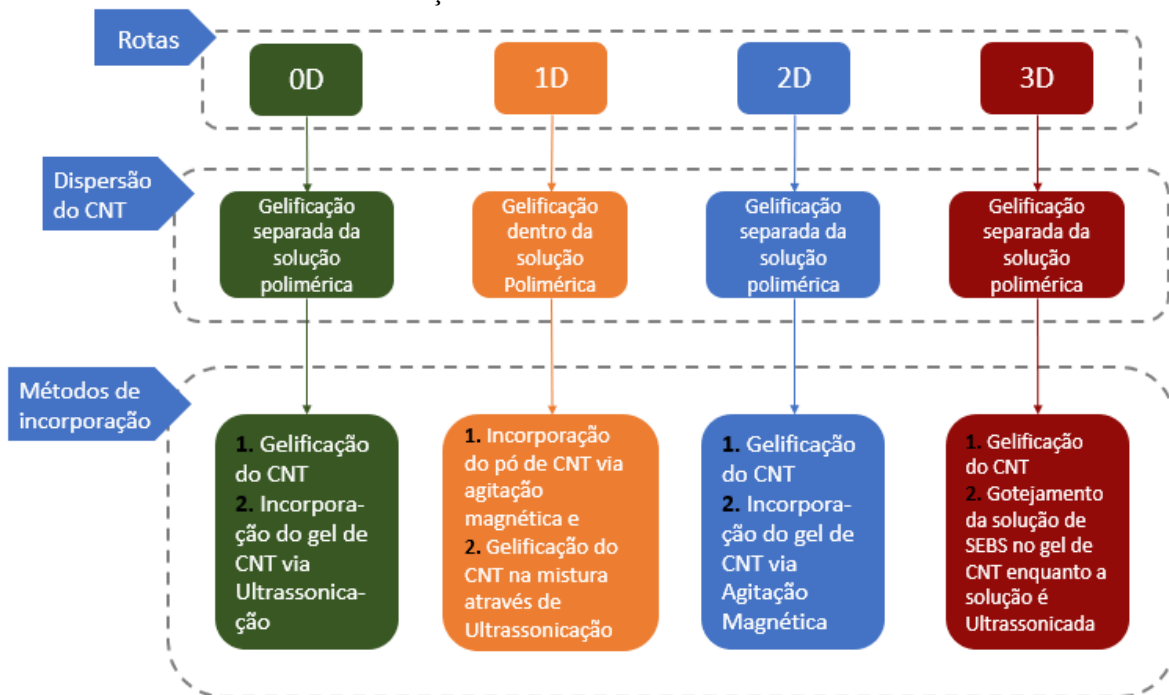 Rotas
0D
1D
2D
3D
Dispersão
do CNT
Gelificação
separada da
solução
polimérica
Gelificação
dentro da
solução
Polimérica
Gelificação
separada da
solução
polimérica
Gelificação
separada da
solução
polimérica
Métodos de
incorporação
1. Gelificação
do CNT
2. Incorpora-
ção do gel de
CNT via
Ultrassonica-
ção
1. Incorporação
do pó de CNT via
agitação
magnética e
2. Gelificação do
CNT na mistura
através de
Ultrassonicação
1. Gelificação
do CNT
2. Incorpora-
ção do gel de
CNT via
Agitação
Magnética
1. Gelificação
do CNT
2. Gotejamento
da solução de
SEBS no gel de
CNT enquanto a
solução é
Ultrassonicada